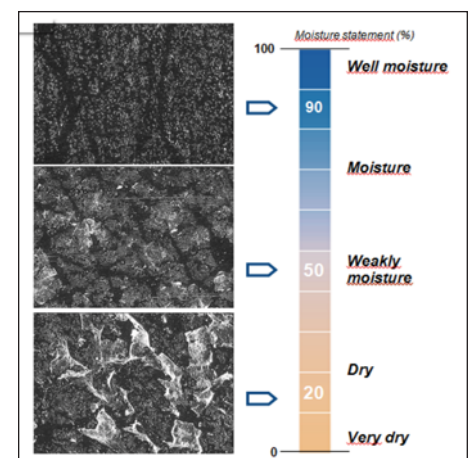 Moisture statement (%)
100
Well moisture
90
Moisture
50
Weakly
moisture
Dry
20
Very dry
0